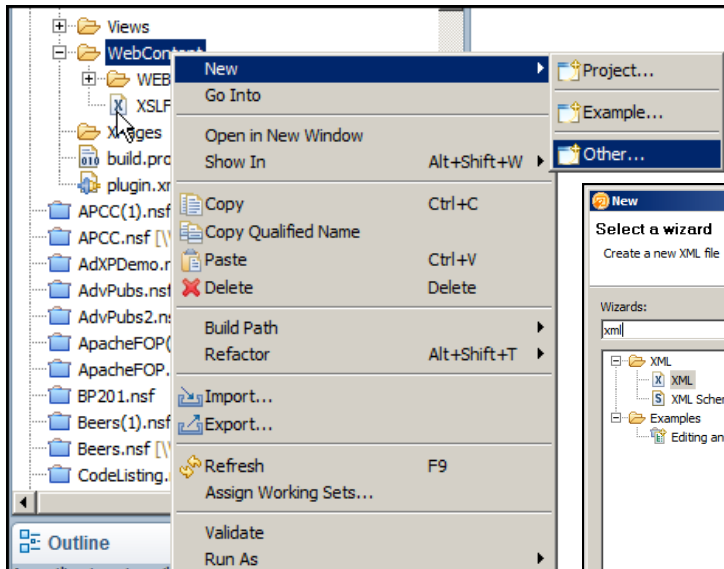 Views
WebCon
WEB
XSLF
build.pro
plugin.xr
APCC(1).nsf
APCC.nsf [\
AdXPDemo.r
AdvPubs.nsf
AdvPubs2.n
ApacheFOP(
ApacheFOP.
BP201.nsf
Beers(1).nsf
Beers.nsf [\
CodeListing.
Outline
New
Go Into
Open in New Window
Show In Alt+Shift+W
Copy Ctrl+C
Copy Qualified Name
Paste Ctrl+V
Delete Delete
Build Path
Refactor Alt+Shift+T
Import...
Export...
Refresh F9
Assign Working Sets...
Validate
Run As
Project...
Example...
Other...
New
Select a wizard
Create a new XML file
Wizards:
xml
XML
X XML
S XML Scher
Examples
Editing an